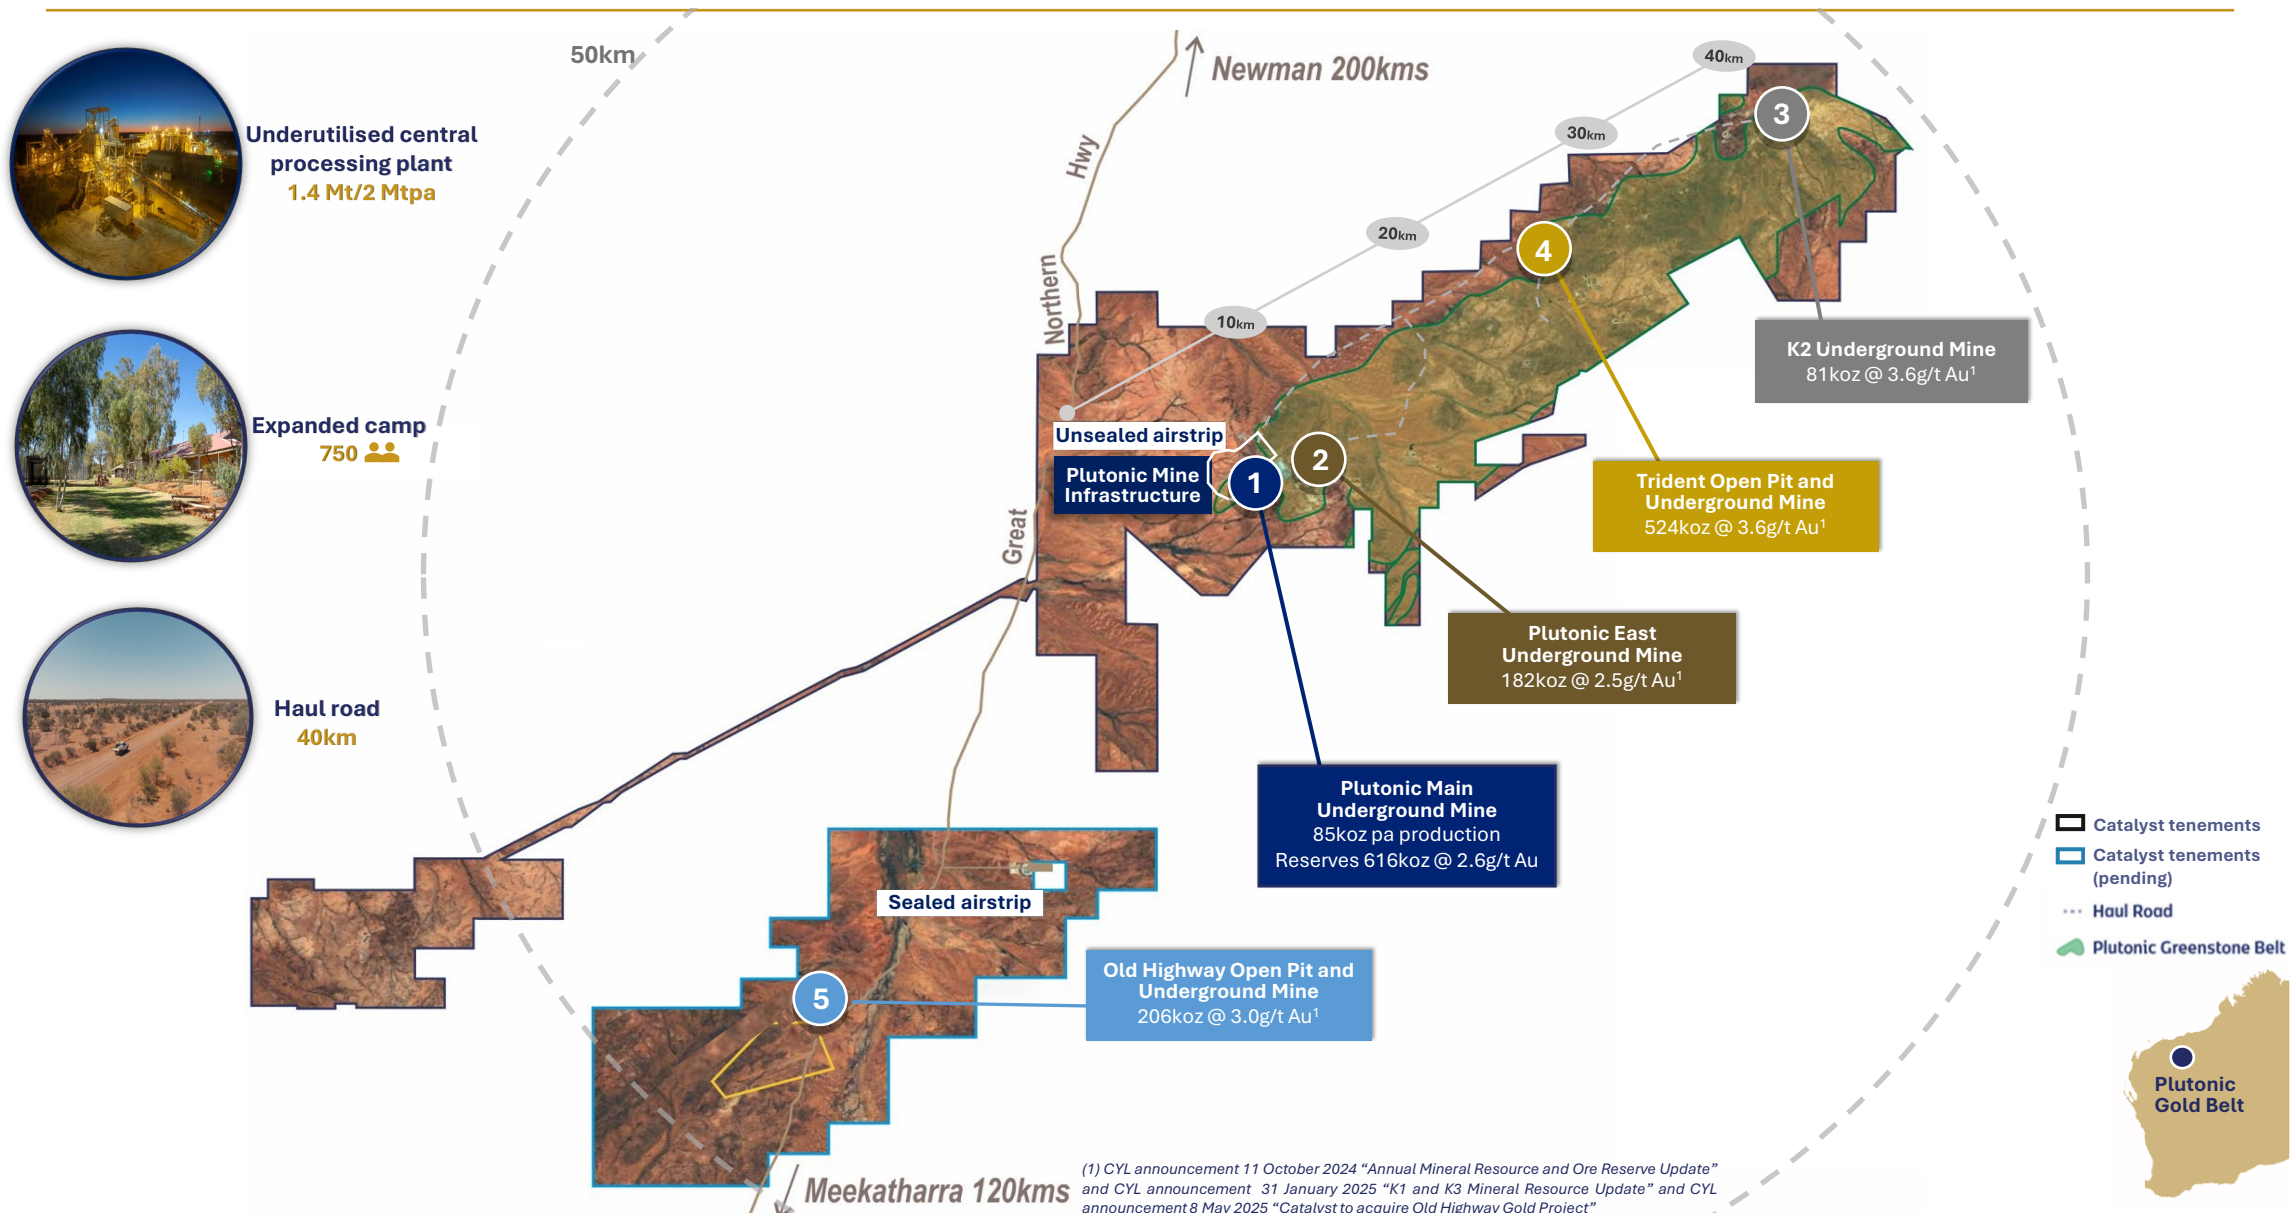 50km
Newman 200kms
40km
30km
20km
10km
3
4
Hwy
Northern
Great
Underutilised central
processing plant
1.4 Mt/2 Mtpa
Expanded camp
750
Haul road
40km
Unsealed airstrip
Plutonic Mine
Infrastructure
1
2
K2 Underground Mine
81koz @ 3.6g/t Au¹
Trident Open Pit and
Underground Mine
524koz @ 3.6g/t Au¹
Plutonic East
Underground Mine
182koz @ 2.5g/t Au¹
Plutonic Main
Underground Mine
85koz pa production
Reserves 616koz @ 2.6g/t Au
Sealed airstrip
5
Old Highway Open Pit and
Underground Mine
206koz @ 3.0g/t Au¹
Catalyst tenements
Catalyst tenements
(pending)
Haul Road
Plutonic Greenstone Belt
Plutonic
Gold Belt
Meekatharra 120kms
(1) CYL announcement 11 October 2024 “Annual Mineral Resource and Ore Reserve Update”
and CYL announcement 31 January 2025 “K1 and K3 Mineral Resource Update” and CYL
announcement 8 May 2025 “Catalyst to acquire Old Highway Gold Project”